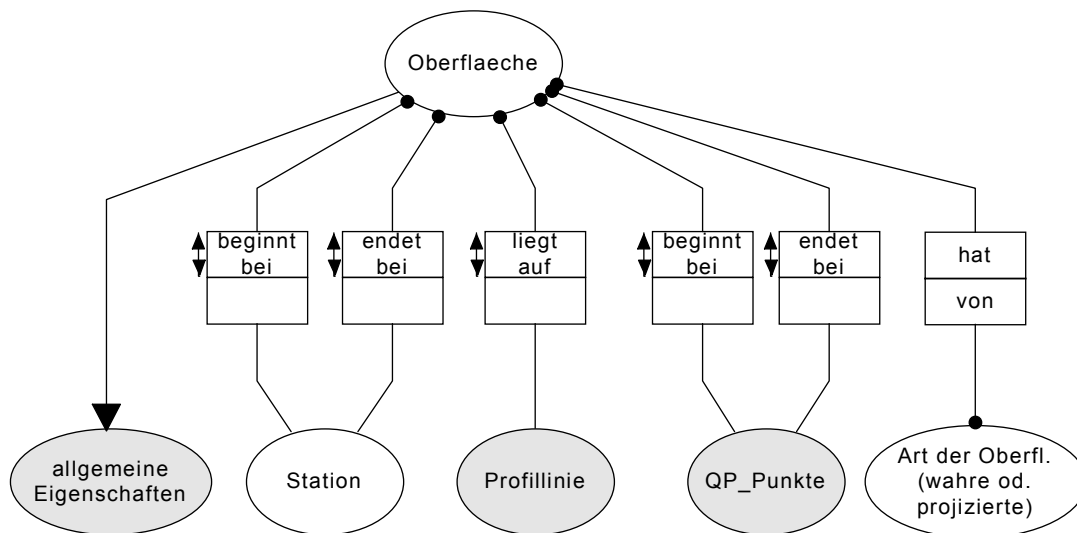 Oberflaeche
beginnt
bei
endet
bei
liegt
auf
beginnt
bei
endet
bei
hat
von
allgemeine
Eigenschaften
Station
Profillinie
QP_Punkte
Art der Oberfl.
(wahre od.
projizierte)